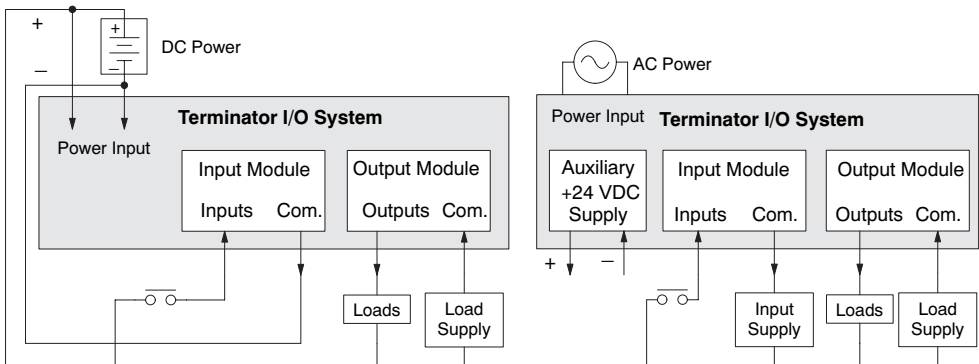 +
+
DC Power
–
–
Terminator I/O System
Power Input
Input Module
Inputs Com.
Output Module
Outputs Com.
Loads
Load
Supply
AC Power
Power Input
Terminator I/O System
Auxiliary
+24 VDC
Supply
+
–
Input Module
Inputs Com.
Output Module
Outputs Com.
Input
Supply
Loads
Load
Supply